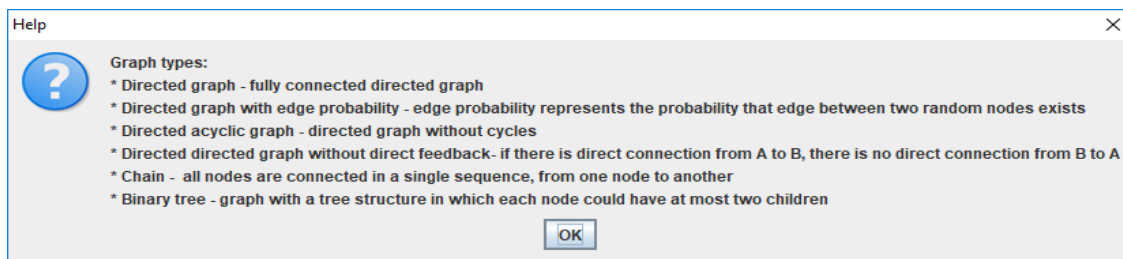 Help
Graph types:
* Directed graph - fully connected directed graph
* Directed graph with edge probability - edge probability represents the probability that edge between two random nodes exists
* Directed acyclic graph - directed graph without cycles
* Directed directed graph without direct feedback- if there is direct connection from A to B, there is no direct connection from B to A
* Chain -  all nodes are connected in a single sequence, from one node to another
* Binary tree - graph with a tree structure in which each node could have at most two children
OK